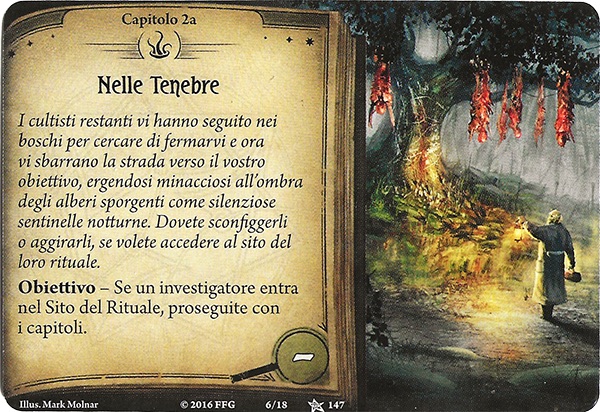 Capitolo 2a
Nelle Tenebre
I cultisti restanti vi hanno seguito nei
boschi per cercare di fermarvi e ora
vi sbarrano la strada verso il vostro
obiettivo, ergendosi minacciosi all'ombra
degli alberi sporgenti come silenziose
sentinelle notturne. Dovete sconfiggerli
o aggirarli, se volete accedere al sito del
loro rituale.
Obiettivo – Se un investigatore entra
nel Sito del Rituale, proseguite con
i capitoli.
–
Illus. Mark Molnar © 2016 FFG 6/18 147